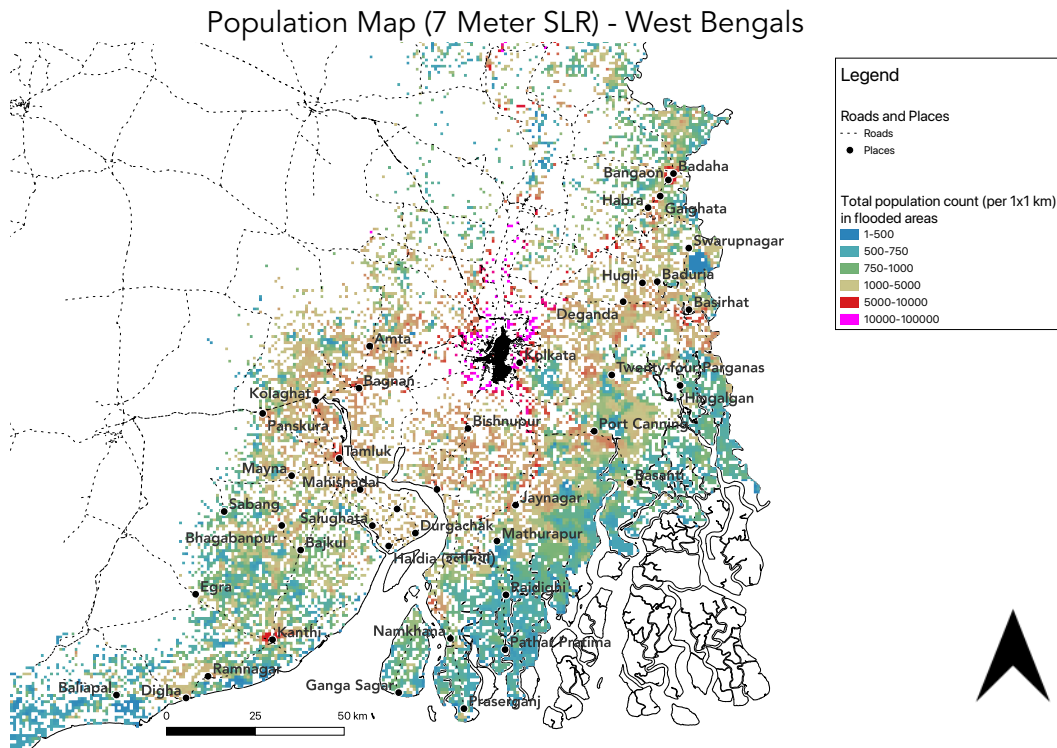 Population Map (7 Meter SLR) - West Bengals
Legend
Roads and Places
Roads
Places
Total population count (per 1x1 km)
in flooded areas
1-500
500-750
750-1000
1000-5000
5000-10000
10000-100000
Badaha
Bangaon
Habra
Gaighata
Swarupnagar
Hugli
Baduria
Basirhat
Deganda
Amta
Kolkata
Twenty-four Parganas
Bagnan
Kolaghat
Hingalgan
Panskura
Bishnupur
Port Canning
Tamluk
Mayna
Mahishadal
Basanti
Sabang
Jaynagar
Salughata
Durgachak
Bhagabanpur
Bajkul
Mathurapur
Haldia (হলদিয়া)
Egra
Raidighi
Kanthi
Namkhana
Pathar Pratima
Ramnagar
Baliapal
Digha
Ganga Sagar
Praserganj
0 25 50 km